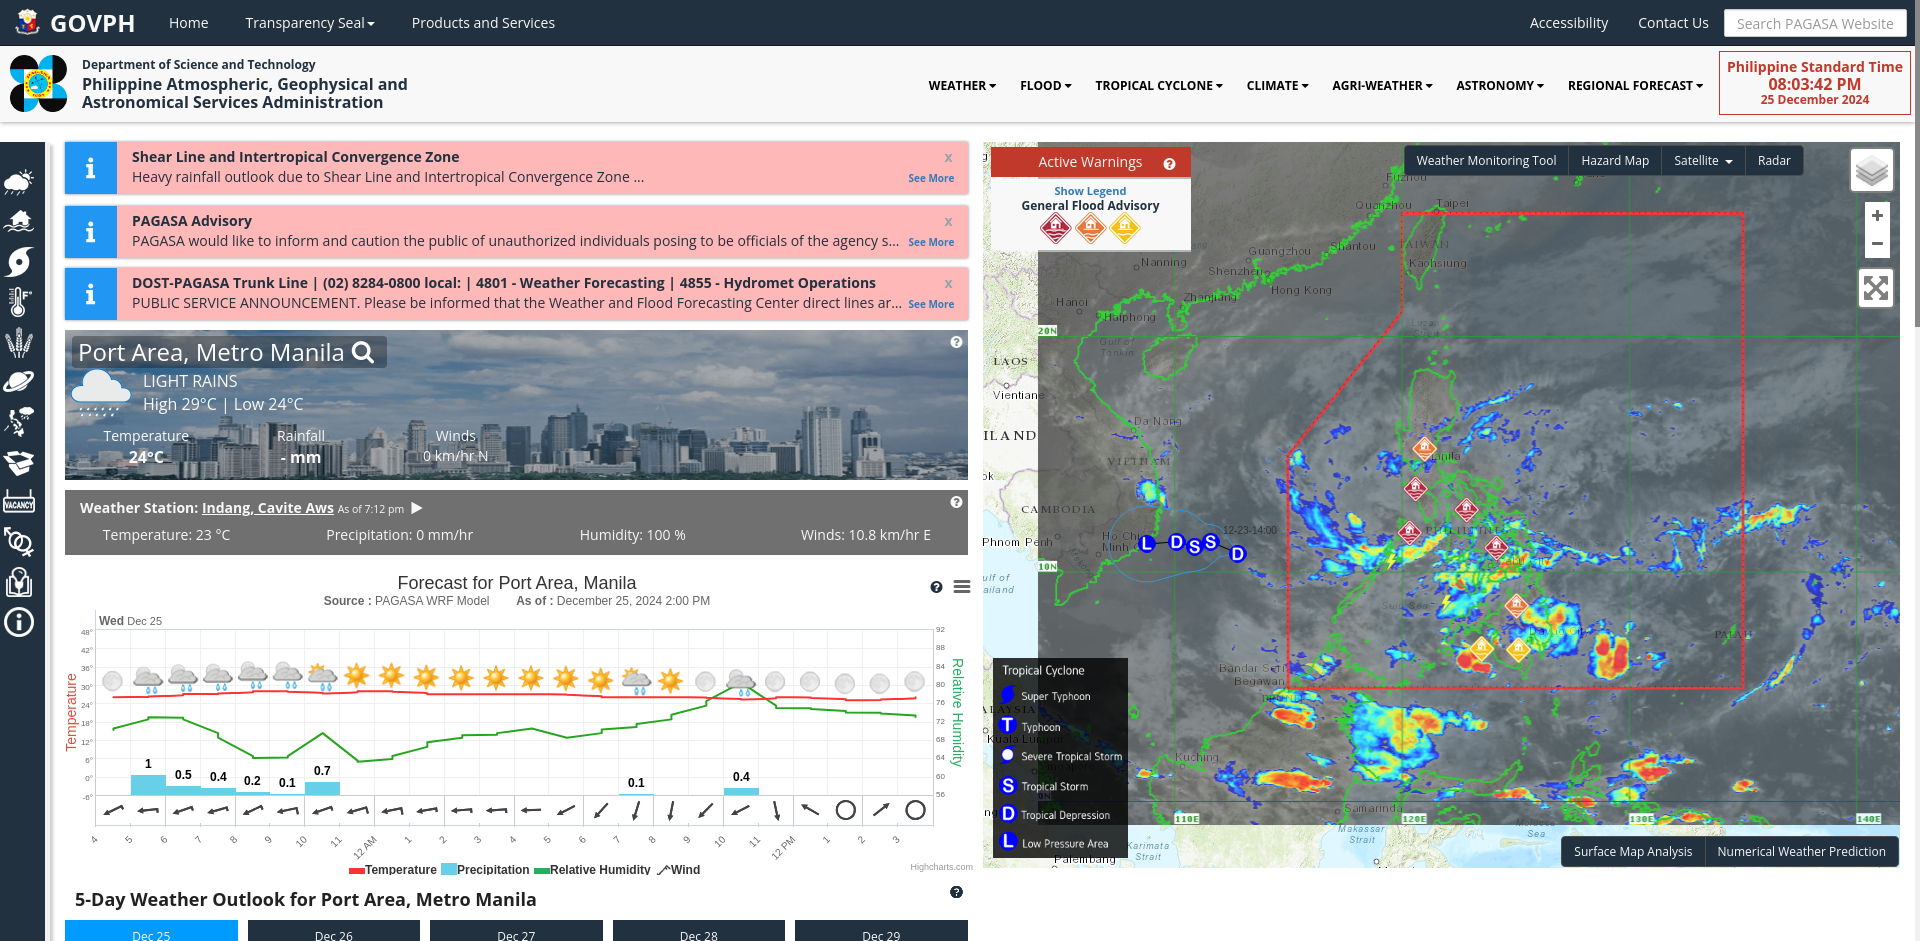 GOVPH
Home
Transparency Seal
Products and Services
Accessibility
Contact Us
Search PAGASA Website
Department of Science and Technology
Philippine Atmospheric, Geophysical and
Astronomical Services Administration
WEATHER
FLOOD
TROPICAL CYCLONE
CLIMATE
AGRI-WEATHER
ASTRONOMY
REGIONAL FORECAST
Philippine Standard Time
08:03:42 PM
25 December 2024
VACANCY
Shear Line and Intertropical Convergence Zone
x
Heavy rainfall outlook due to Shear Line and Intertropical Convergence Zone ...
See More
PAGASA Advisory
x
PAGASA would like to inform and caution the public of unauthorized individuals posing to be officials of the agency s...
See More
DOST-PAGASA Trunk Line | (02) 8284-0800 local: | 4801 - Weather Forecasting | 4855 - Hydromet Operations
x
PUBLIC SERVICE ANNOUNCEMENT. Please be informed that the Weather and Flood Forecasting Center direct lines ar...
See More
Port Area, Metro Manila
LIGHT RAINS
High 29°C | Low 24°C
Temperature
Rainfall
Winds
24°C
- mm
0 km/hr N
Weather Station: Indang, Cavite Aws As of 7:12 pm
Temperature: 23 °C
Precipitation: 0 mm/hr
Humidity: 100 %
Winds: 10.8 km/hr E
Forecast for Port Area, Manila
Source : PAGASA WRF Model As of : December 25, 2024 2:00 PM
Wed Dec 25
48°
42°
36°
30°
24°
18°
12°
6°
0°
-6°
Temperature
92
88
84
80
76
72
68
64
60
56
Relative Humidity
1
0.5
0.4
0.2
0.1
0.7
0.1
0.4
4
5
6
7
8
9
10
11
12 AM
1
2
3
4
5
6
7
8
9
10
11
12 PM
1
2
3
Temperature
Precipitation
Relative Humidity
Wind
Highcharts.com
5-Day Weather Outlook for Port Area, Metro Manila
Dec 25
Dec 26
Dec 27
Dec 28
Dec 29
Active Warnings
Show Legend
General Flood Advisory
Weather Monitoring Tool
Hazard Map
Satellite
Radar
+
−
Fuzhou
Quanzhou
Taipei
TAIWAN
Kaohsiung
Shantou
Guangzhou
Shenzhen
Hong Kong
Nanning
Zhanjiang
Hanoi
Haiphong
20N
Gulf of
Tonkin
Luzon
Strait
LAOS
Vientiane
ILAND
Da Nang
VIETNAM
CAMBODIA
Phnom Penh
Ho Chi
Minh
12-23-14:00
L
D
S
S
D
10N
Sulu Sea
PALAU
Bandar Seri
Begawan
Kuching
Samarinda
Makassar
Strait
Karimata
Strait
Palembang
110E
120E
130E
140E
Tropical Cyclone
Super Typhoon
T Typhoon
Severe Tropical Storm
S Tropical Storm
D Tropical Depression
L Low Pressure Area
Surface Map Analysis
Numerical Weather Prediction